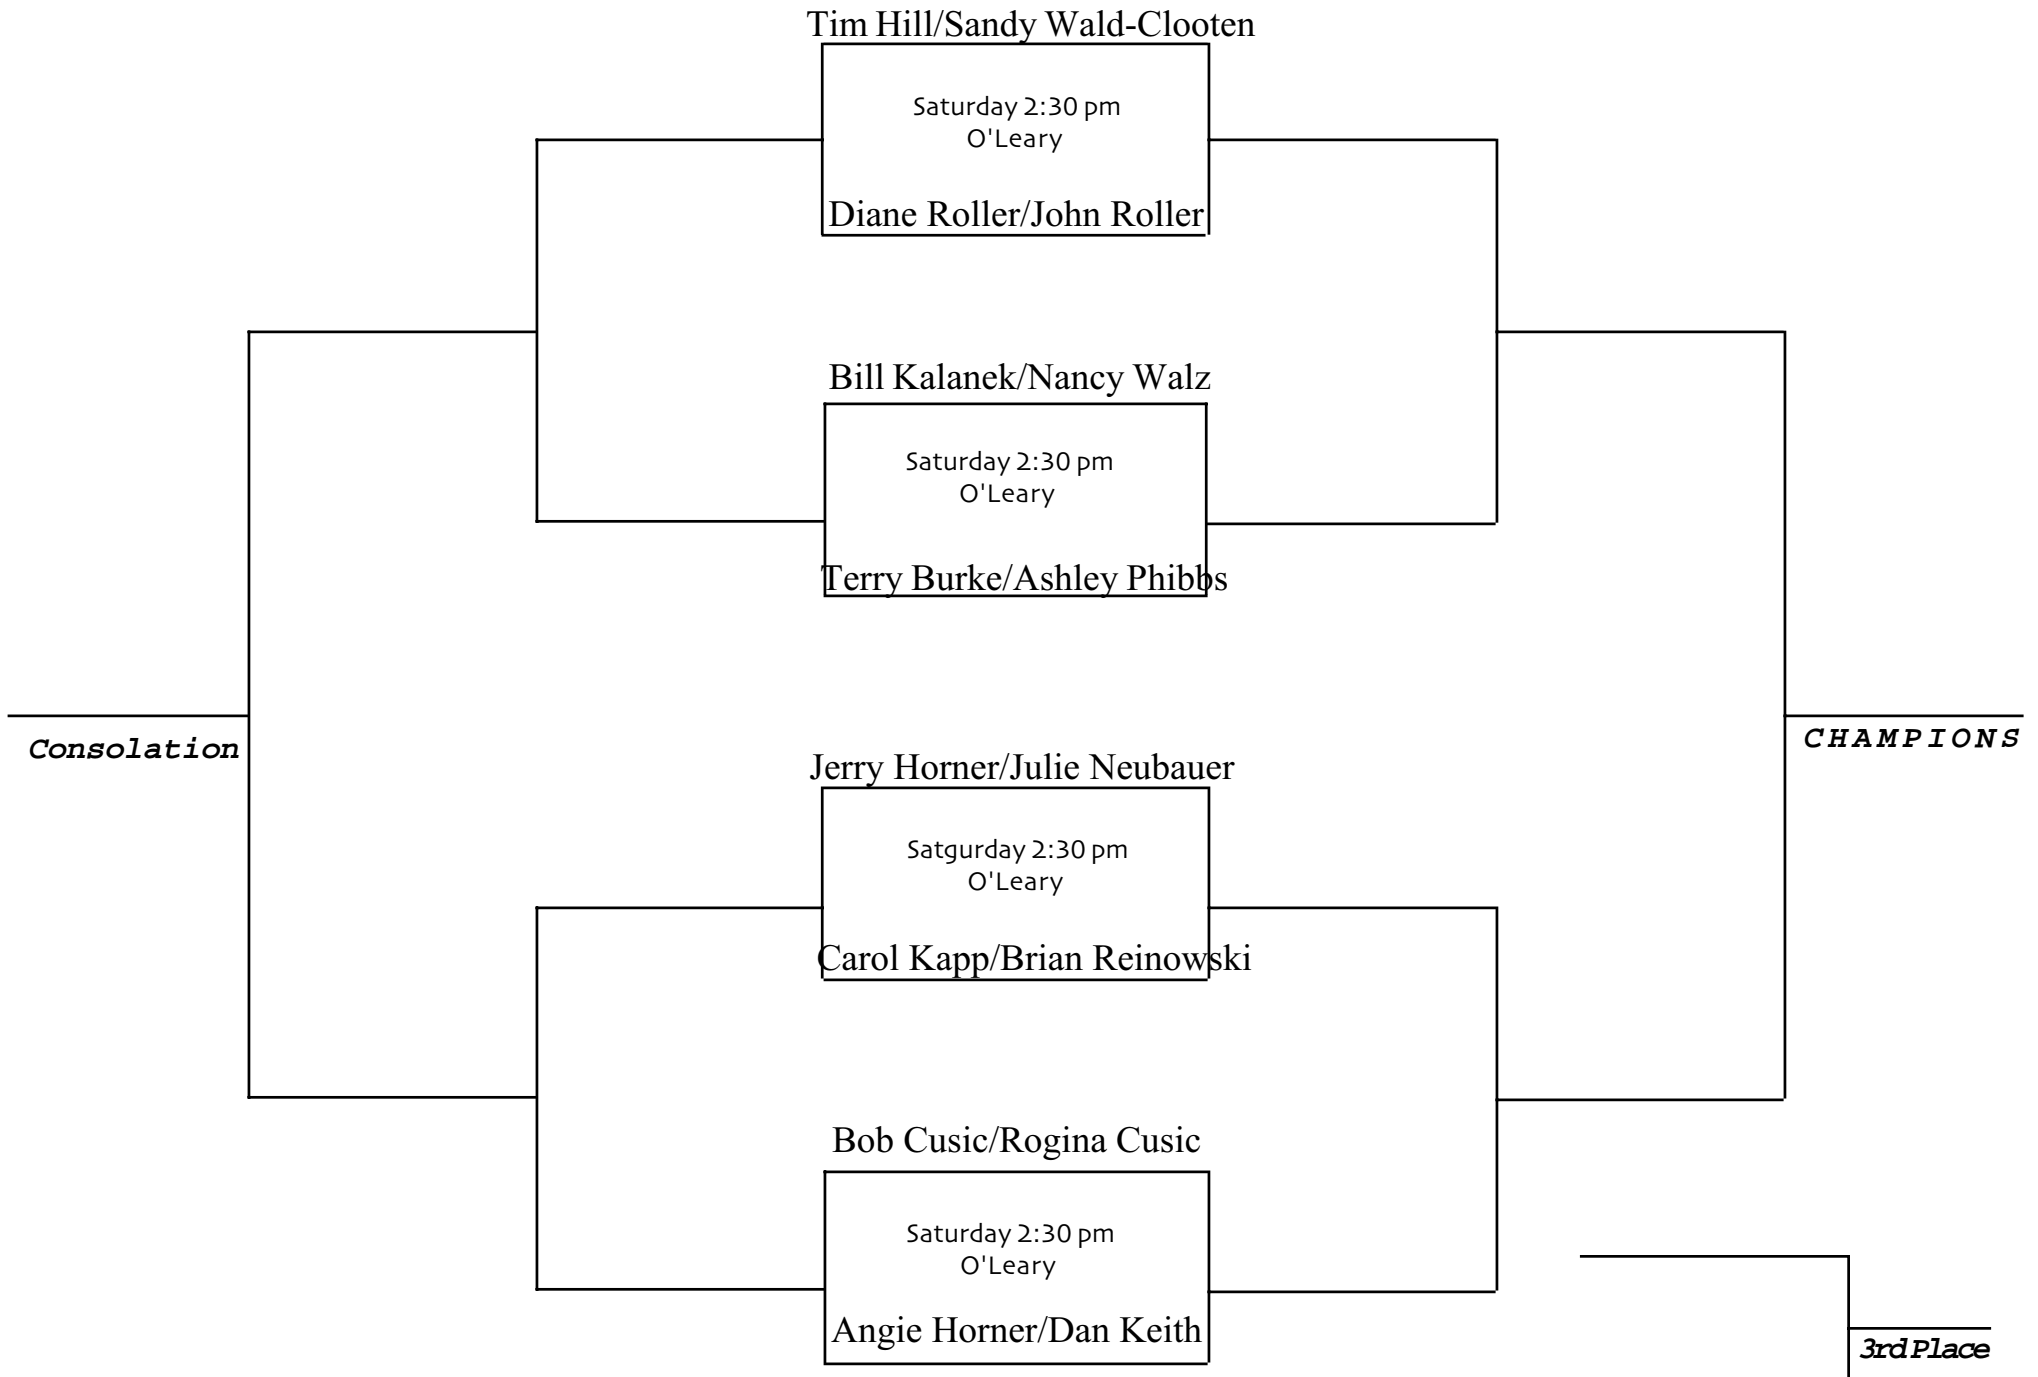 Tim Hill/Sandy Wald-Clooten
Saturday 2:30 pm
O'Leary
Diane Roller/John Roller
Bill Kalanek/Nancy Walz
Saturday 2:30 pm
O'Leary
Terry Burke/Ashley Phibbs
Consolation
CHAMPIONS
Jerry Horner/Julie Neubauer
Satgurday 2:30 pm
O'Leary
Carol Kapp/Brian Reinowski
Bob Cusic/Rogina Cusic
Saturday 2:30 pm
O'Leary
Angie Horner/Dan Keith
3rd Place